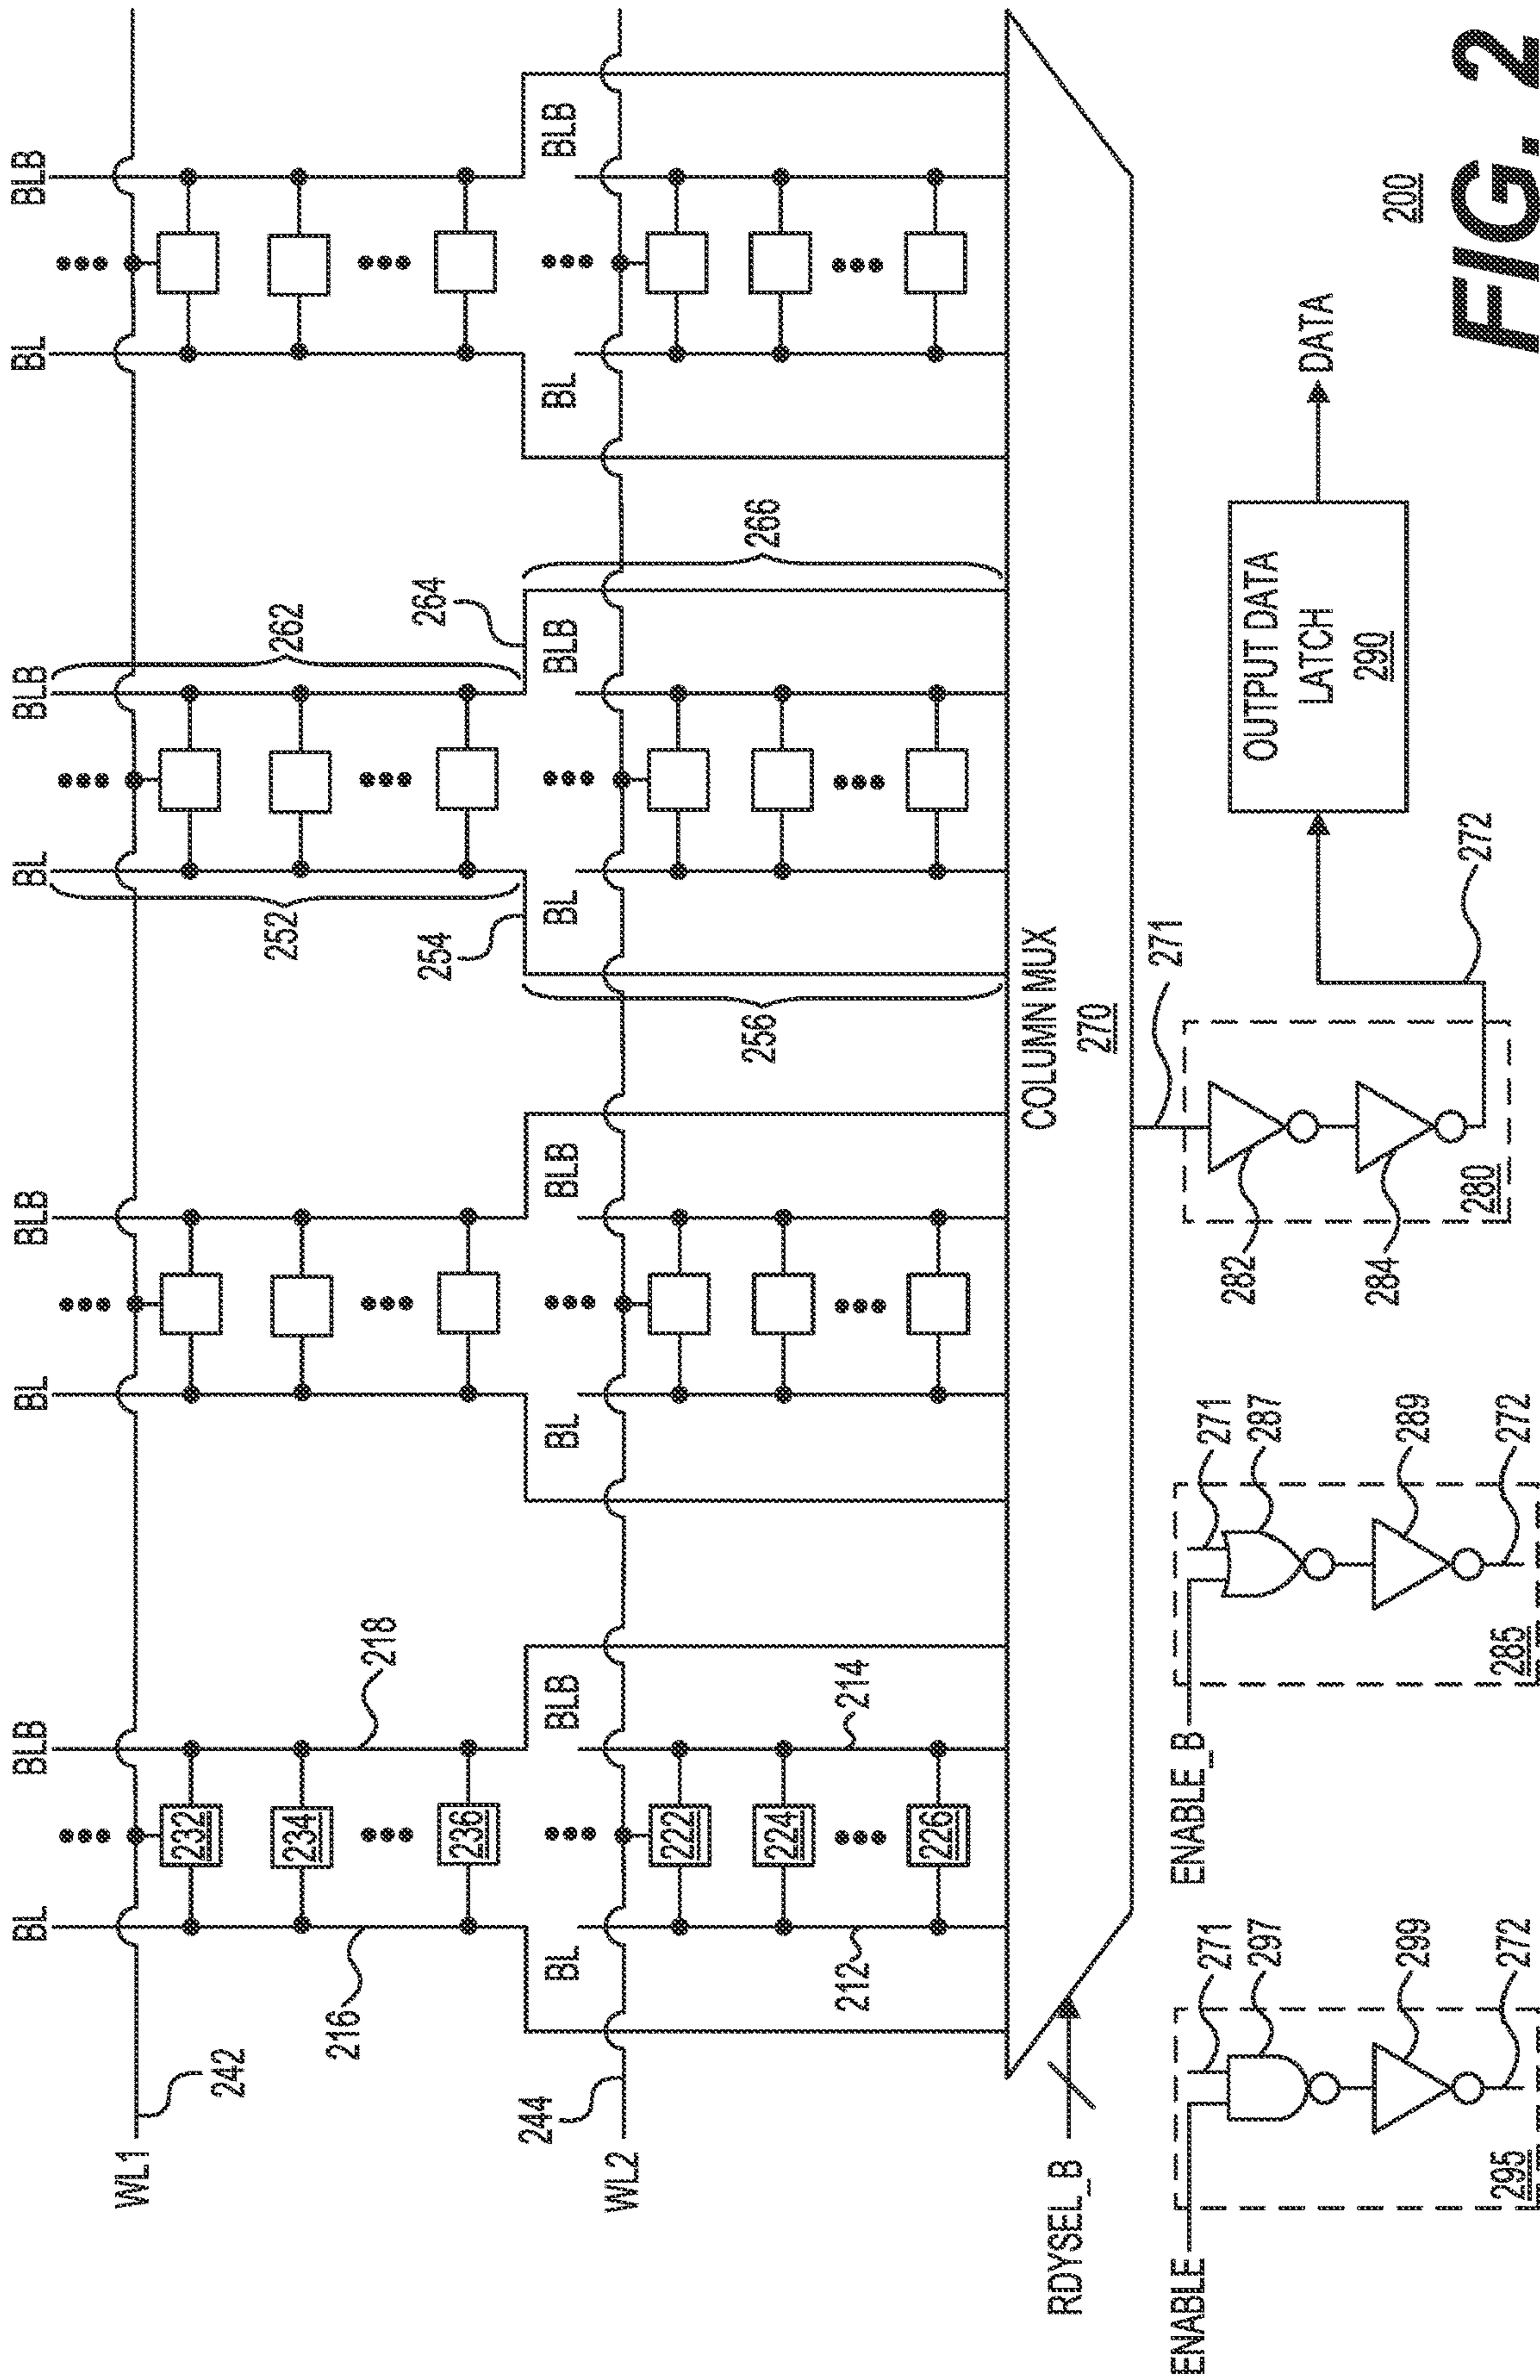 BL
BLB
BL
BLB
BL
BLB
BL
BLB
WL1
242
232
234
236
216
218
252
262
254
264
BL
BLB
BL
BLB
BL
BLB
BL
BLB
WL2
244
222
224
226
212
214
256
266
COLUMN MUX
270
RDYSEL_B
271
282
284
280
272
OUTPUT DATA
LATCH
290
DATA
ENABLE
271
297
299
272
295
ENABLE_B
271
287
289
272
285
200
FIG. 2